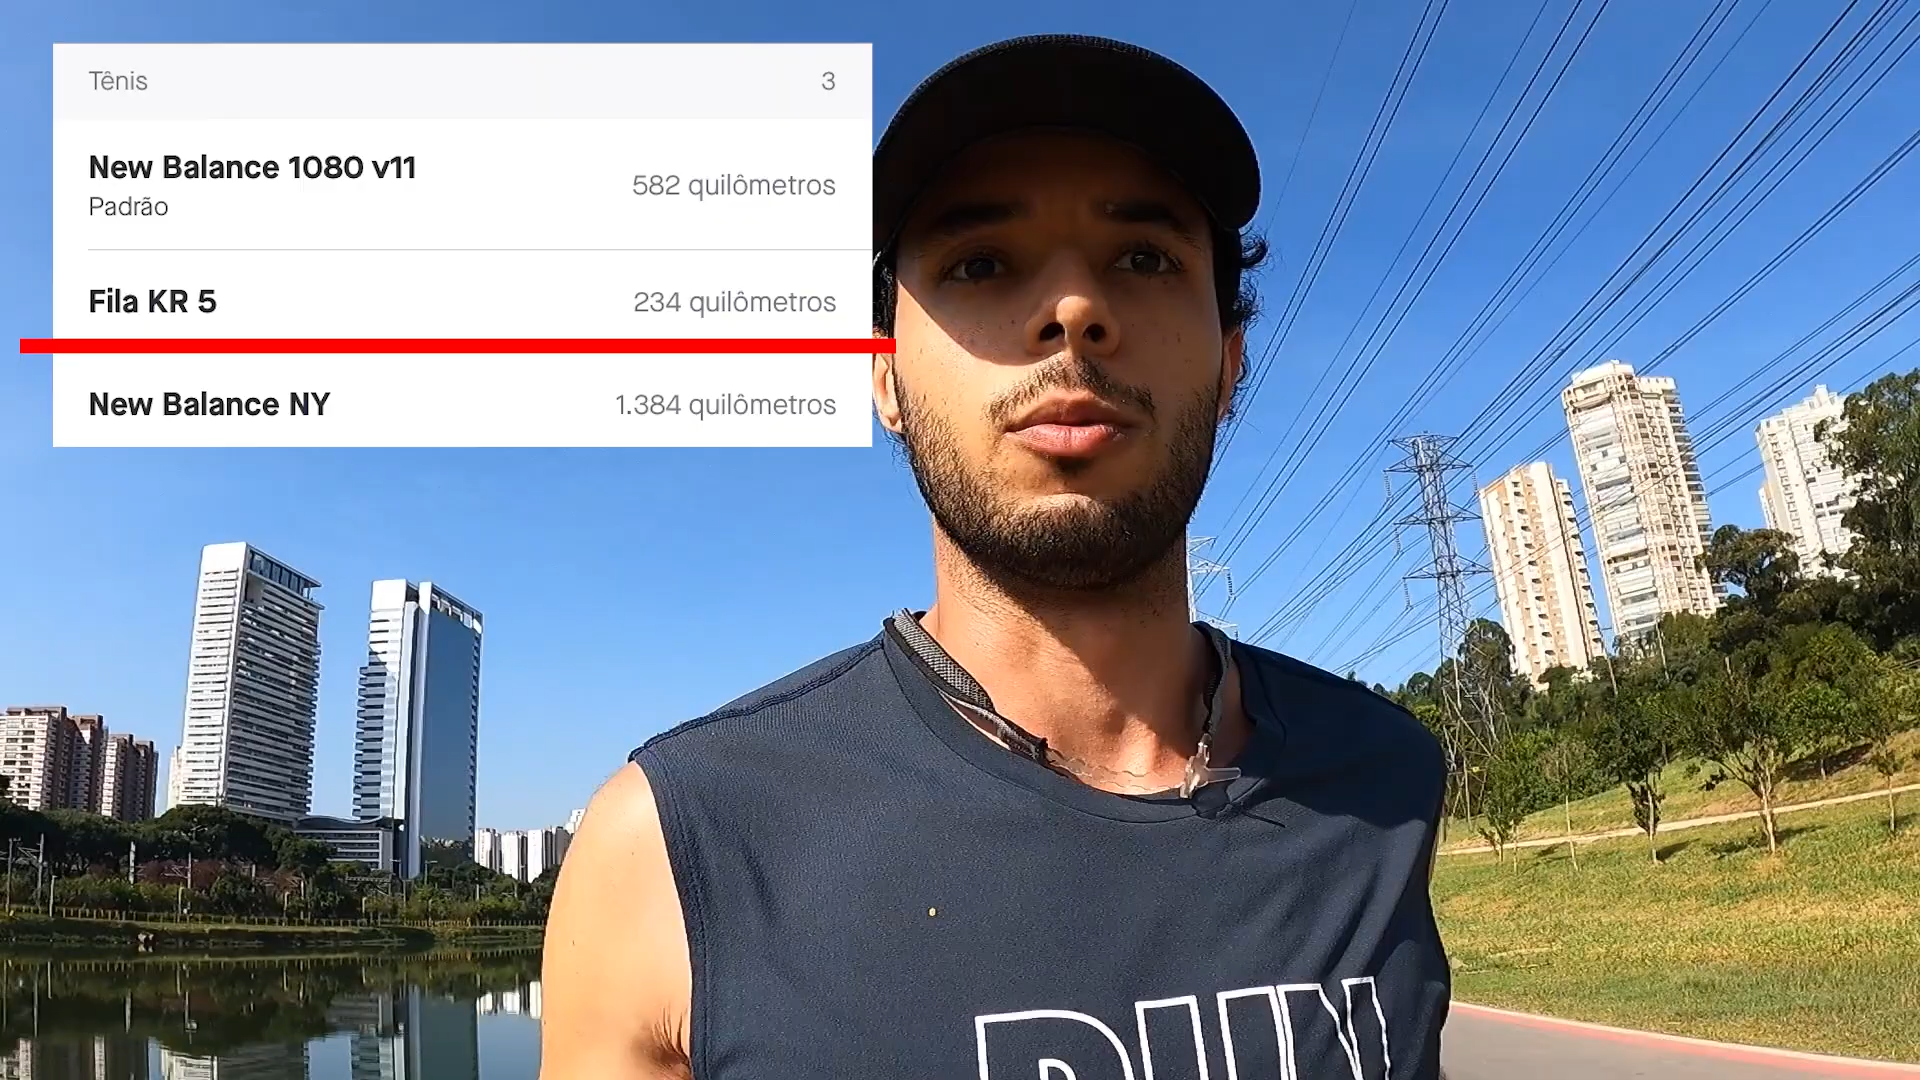 Tênis 3
New Balance 1080 v11 582 quilômetros
Padrão
Fila KR 5 234 quilômetros
New Balance NY 1.384 quilômetros
RUN